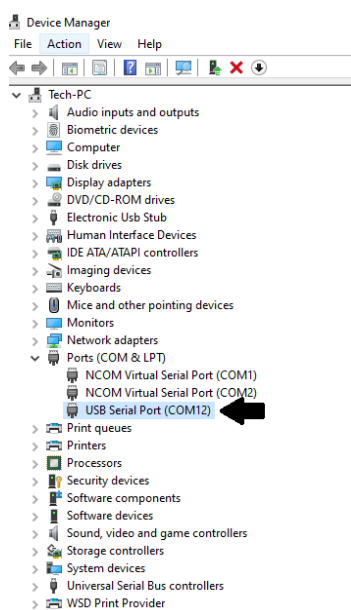 Device Manager
File Action View Help
Tech-PC
Audio inputs and outputs
Biometric devices
Computer
Disk drives
Display adapters
DVD/CD-ROM drives
Electronic Usb Stub
Human Interface Devices
IDE ATA/ATAPI controllers
Imaging devices
Keyboards
Mice and other pointing devices
Monitors
Network adapters
Ports (COM & LPT)
NCOM Virtual Serial Port (COM1)
NCOM Virtual Serial Port (COM2)
USB Serial Port (COM12)
Print queues
Printers
Processors
Security devices
Software components
Software devices
Sound, video and game controllers
Storage controllers
System devices
Universal Serial Bus controllers
WSD Print Provider